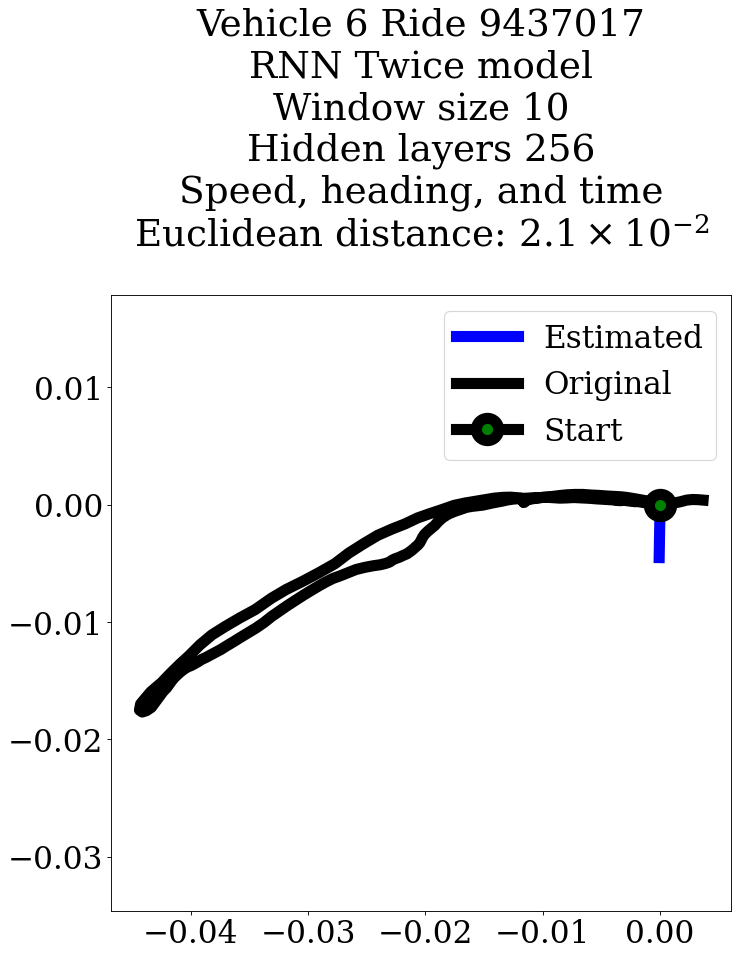 Vehicle 6 Ride 9437017
RNN Twice model
Window size 10
Hidden layers 256
Speed, heading, and time
Euclidean distance: 2.1 × 10⁻²
Estimated
Original
Start
0.01
0.00
−0.01
−0.02
−0.03
−0.04 −0.03 −0.02 −0.01 0.00